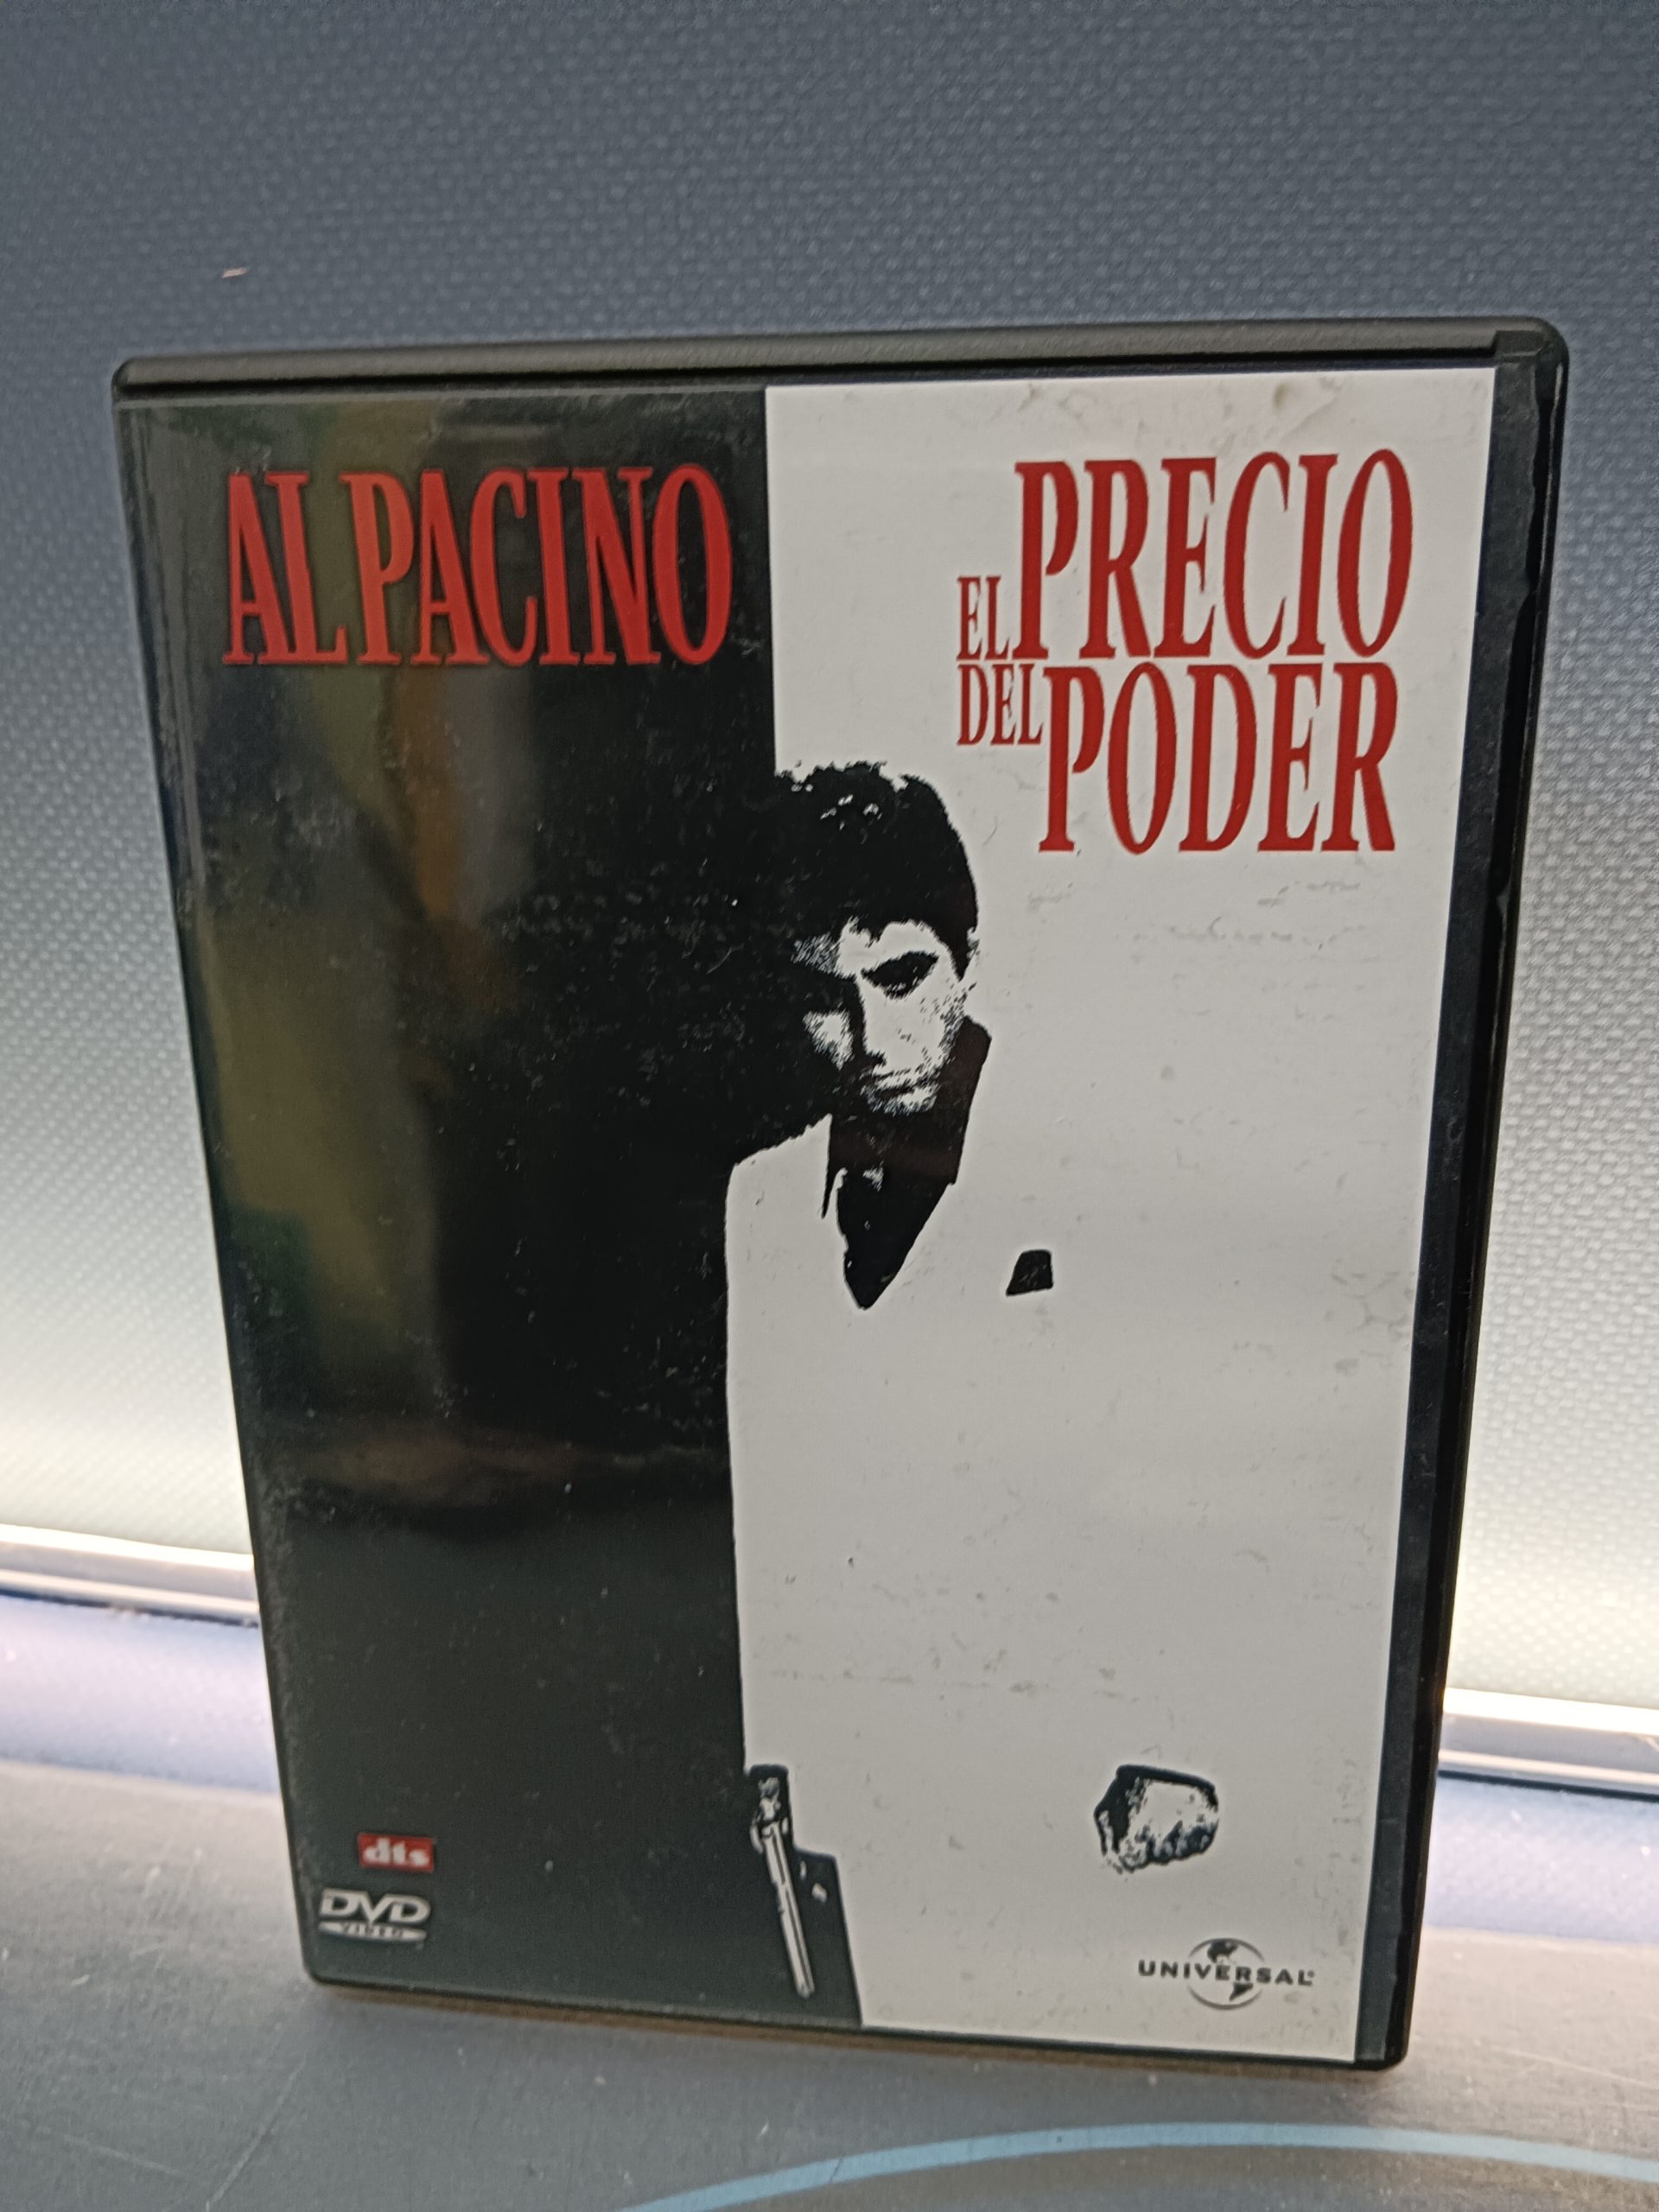 AL PACINO
EL PRECIO
DEL PODER
dts
DVD
VIDEO
UNIVERSAL